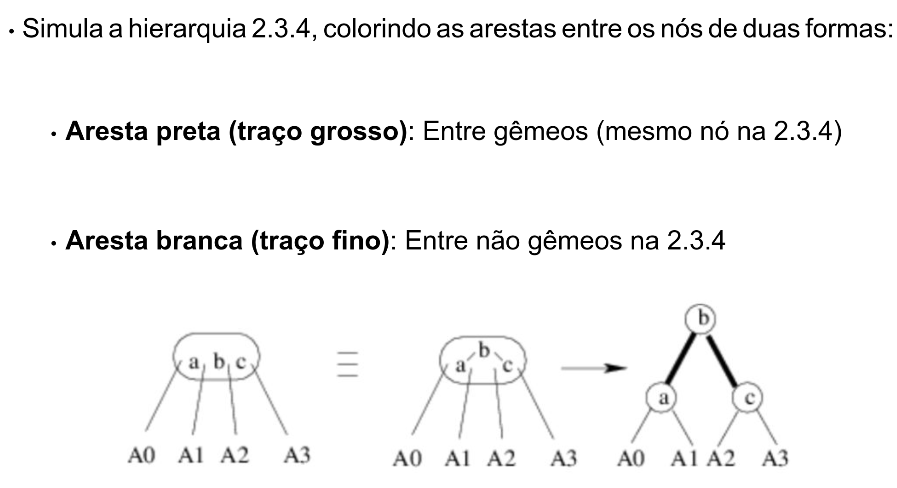 • Simula a hierarquia 2.3.4, colorindo as arestas entre os nós de duas formas:
• Aresta preta (traço grosso): Entre gêmeos (mesmo nó na 2.3.4)
• Aresta branca (traço fino): Entre não gêmeos na 2.3.4
a b c
A0 A1 A2 A3
a b c
A0 A1 A2 A3
b
a c
A0 A1 A2 A3